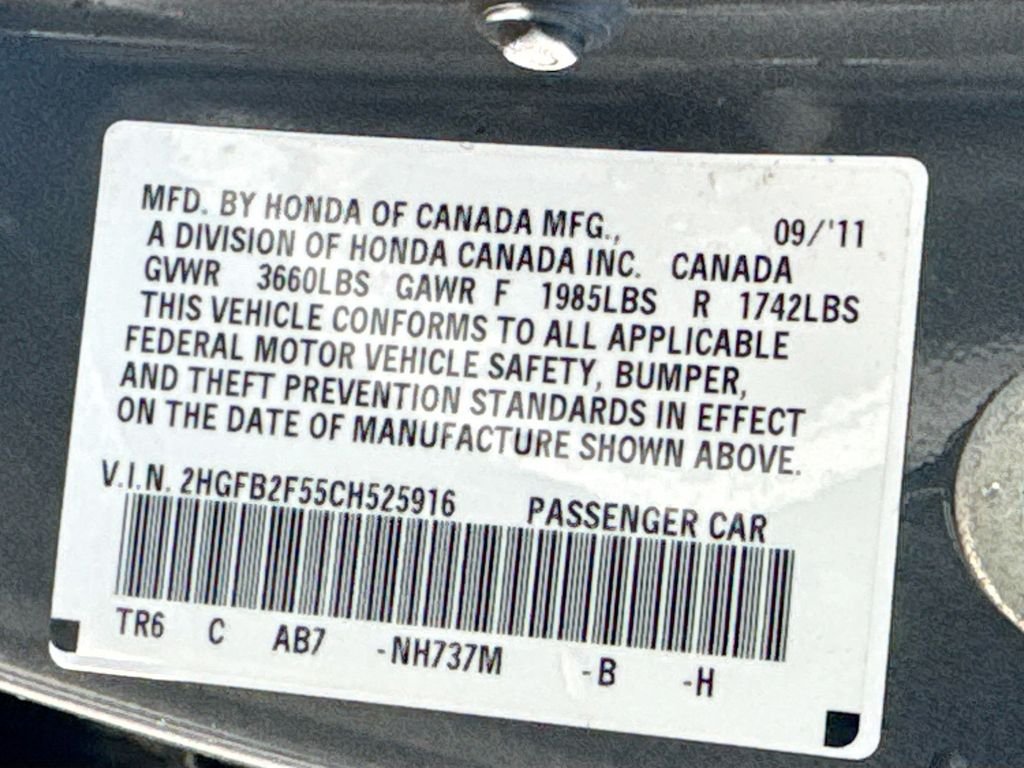 MFD. BY HONDA OF CANADA MFG., 09/'11
A DIVISION OF HONDA CANADA INC. CANADA
GVWR 3660LBS GAWR F 1985LBS R 1742LBS
THIS VEHICLE CONFORMS TO ALL APPLICABLE
FEDERAL MOTOR VEHICLE SAFETY, BUMPER,
AND THEFT PREVENTION STANDARDS IN EFFECT
ON THE DATE OF MANUFACTURE SHOWN ABOVE.
V.I.N. 2HGFB2F55CH525916 PASSENGER CAR
TR6 C AB7 -NH737M -B -H